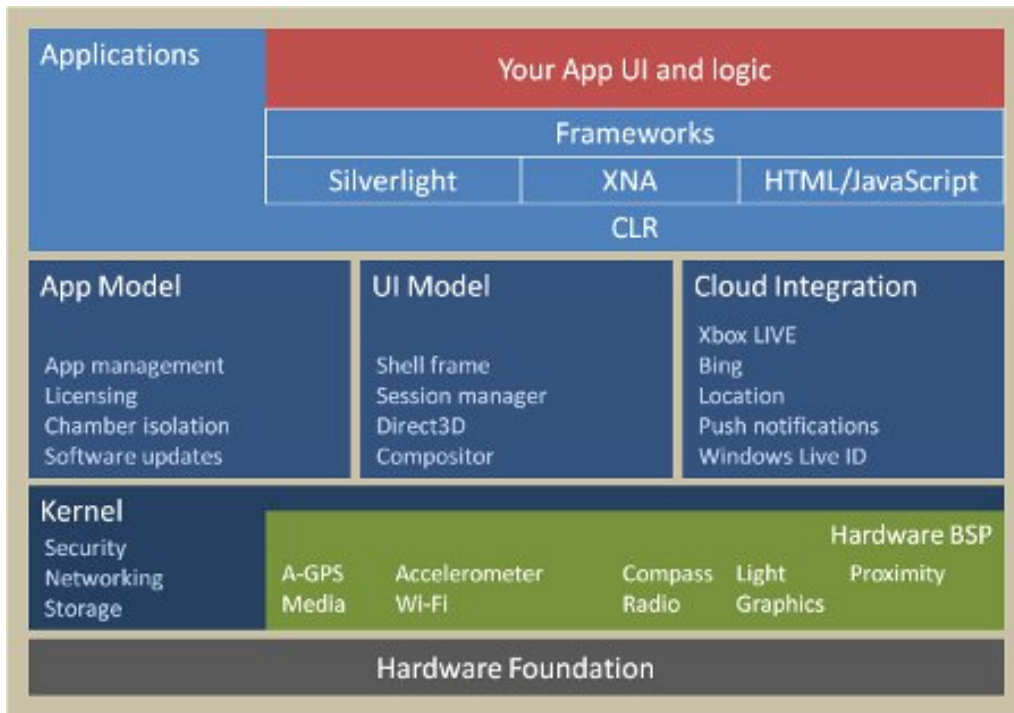 Applications
Your App UI and logic
Frameworks
Silverlight
XNA
HTML/JavaScript
CLR
App Model
App management
Licensing
Chamber isolation
Software updates
UI Model
Shell frame
Session manager
Direct3D
Compositor
Cloud Integration
Xbox LIVE
Bing
Location
Push notifications
Windows Live ID
Kernel
Security
Networking
Storage
Hardware BSP
A-GPS Accelerometer Compass Light Proximity
Media Wi-Fi Radio Graphics
Hardware Foundation